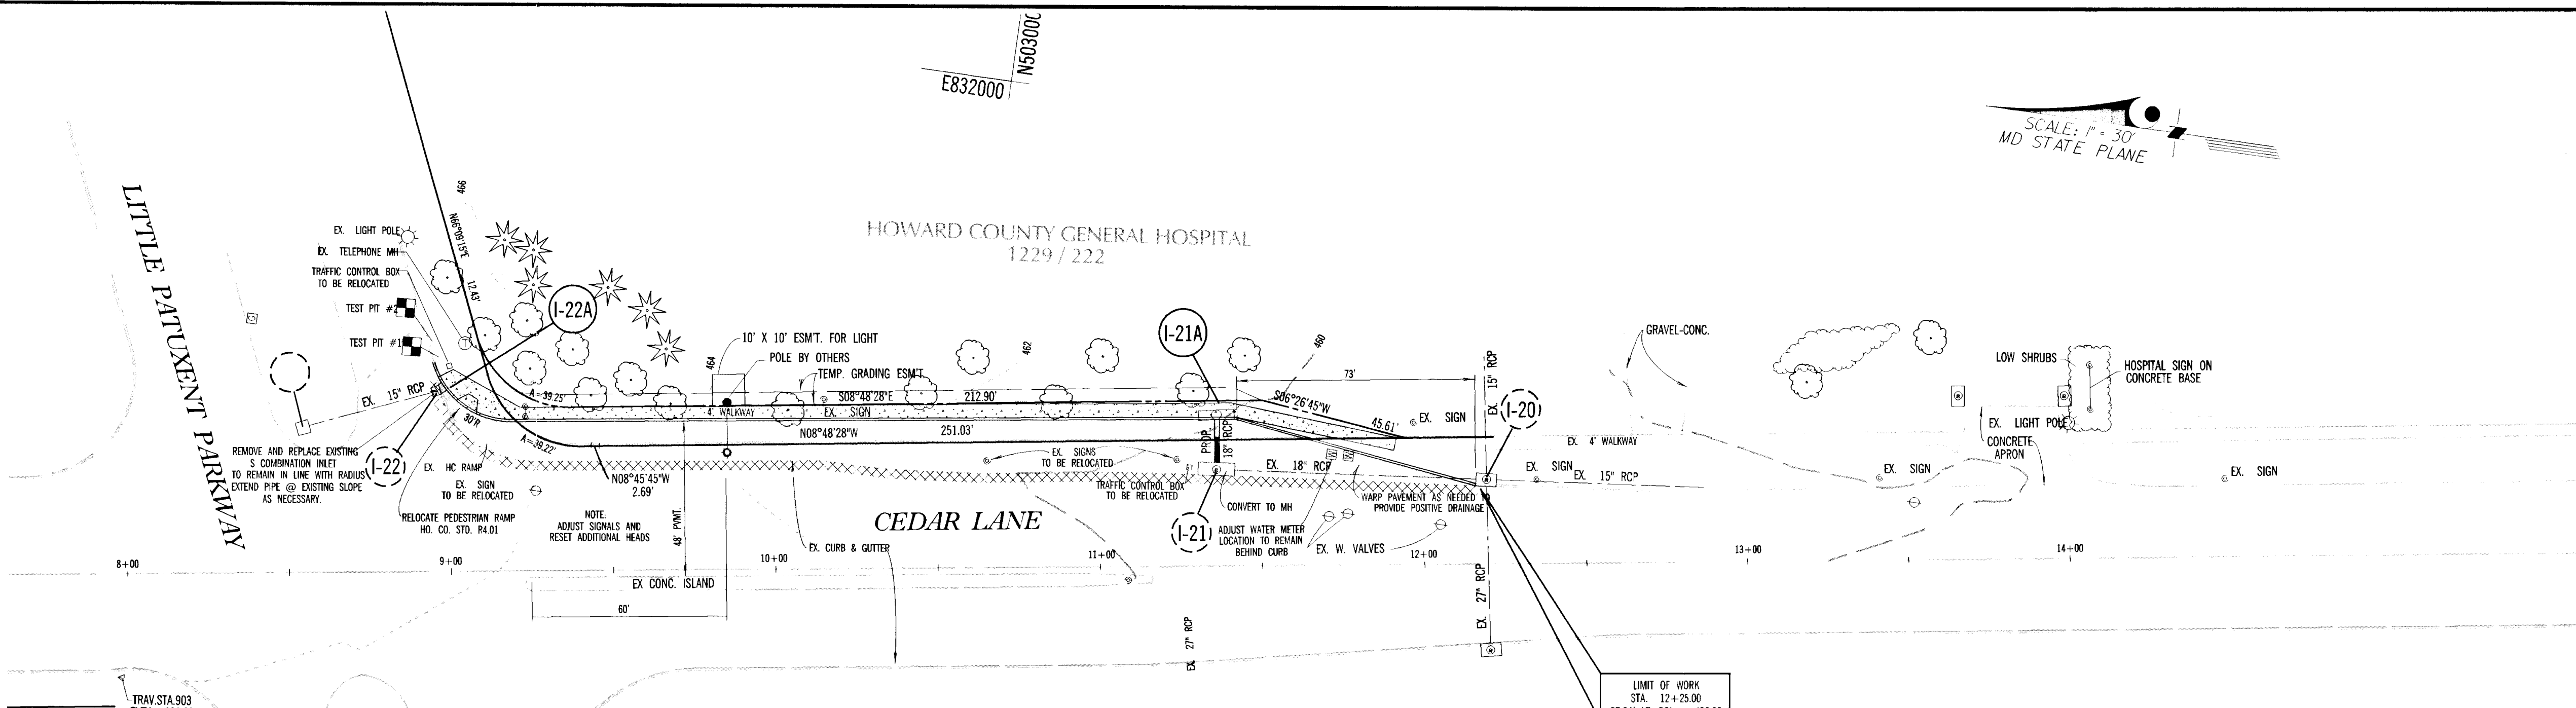 N503000
E832000
SCALE: 1" = 30'
MD STATE PLANE
HOWARD COUNTY GENERAL HOSPITAL
1229 / 222
LITTLE PATUXENT PARKWAY
466
N66°09'15"E
12.43'
EX. LIGHT POLE
EX. TELEPHONE MH
TRAFFIC CONTROL BOX
TO BE RELOCATED
TEST PIT #2
TEST PIT #1
T
G
I-22A
EX. 15" RCP
30'R
A=39.25'
A=39.22'
10' X 10' ESM'T. FOR LIGHT
POLE BY OTHERS
464
TEMP. GRADING ESM'T.
462
S08°48'28"E 212.90'
4' WALKWAY
EX. SIGN
N08°48'28"W 251.03'
I-21A
460
73'
S06°26'45"W
45.61'
EX. 15" RCP
I-20
EX. SIGN
GRAVEL-CONC.
LOW SHRUBS
HOSPITAL SIGN ON
CONCRETE BASE
EX. LIGHT POLE
CONCRETE
APRON
EX. 4' WALKWAY
EX. SIGN
EX. 15" RCP
EX. SIGN
EX. SIGN
REMOVE AND REPLACE EXISTING
S COMBINATION INLET
TO REMAIN IN LINE WITH RADIUS
EXTEND PIPE @ EXISTING SLOPE
AS NECESSARY.
I-22
EX. HC RAMP
EX. SIGN
TO BE RELOCATED
RELOCATE PEDESTRIAN RAMP
HO. CO. STD. R4.01
N08°45'45"W
2.69'
NOTE:
ADJUST SIGNALS AND
RESET ADDITIONAL HEADS
48' PVMT.
CEDAR LANE
EX. SIGNS
TO BE RELOCATED
TRAFFIC CONTROL BOX
TO BE RELOCATED
PROP.
18" RCP
EX. 18" RCP
W W
CONVERT TO MH
I-21
ADJUST WATER METER
LOCATION TO REMAIN
BEHIND CURB
WARP PAVEMENT AS NEEDED TO
PROVIDE POSITIVE DRAINAGE
EX. W. VALVES
EX. CURB & GUTTER
8+00
9+00
10+00
11+00
12+00
13+00
14+00
EX CONC. ISLAND
60'
EX. 27" RCP
EX. 27" RCP
TRAV.STA.903
LIMIT OF WORK
STA. 12+25.00